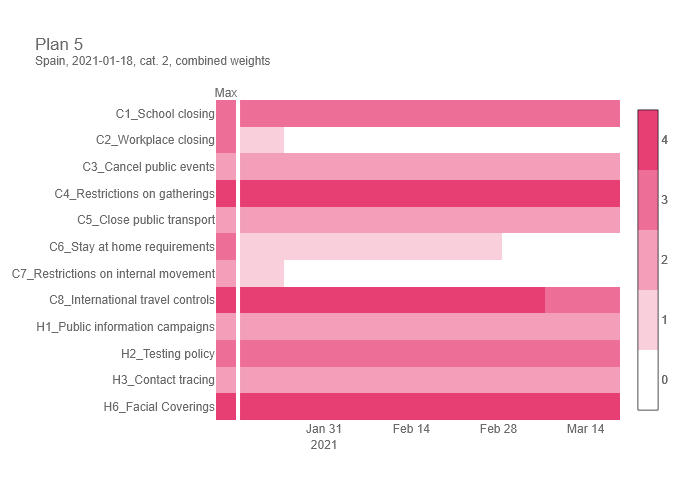 Plan 5
Spain, 2021-01-18, cat. 2, combined weights
Max
C1_School closing
C2_Workplace closing
C3_Cancel public events
C4_Restrictions on gatherings
C5_Close public transport
C6_Stay at home requirements
C7_Restrictions on internal movement
C8_International travel controls
H1_Public information campaigns
H2_Testing policy
H3_Contact tracing
H6_Facial Coverings
Jan 31 Feb 14 Feb 28 Mar 14
2021
4
3
2
1
0